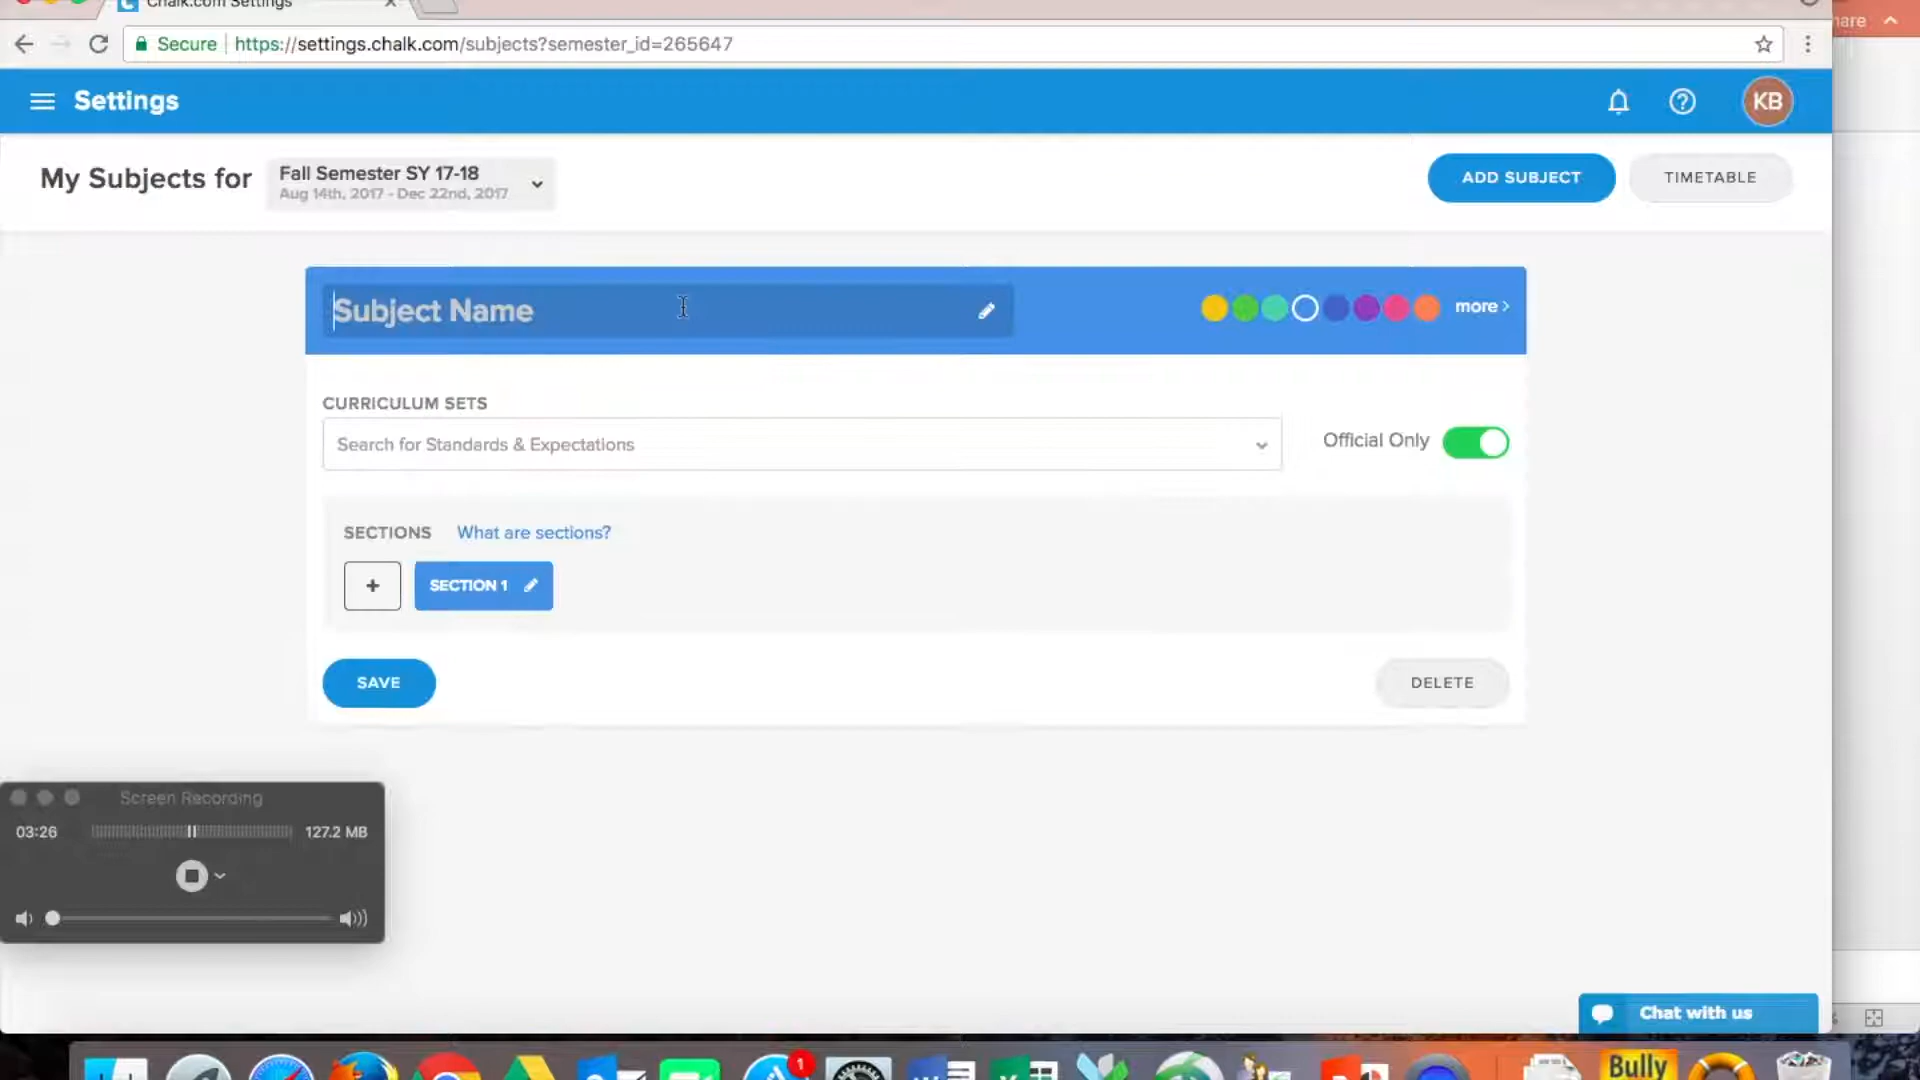 Chalk.com Settings
Secure https://settings.chalk.com/subjects?semester_id=265647
Settings
KB
My Subjects for
Fall Semester SY 17-18
Aug 14th, 2017 - Dec 22nd, 2017
ADD SUBJECT
TIMETABLE
Subject Name
more
CURRICULUM SETS
Search for Standards & Expectations
Official Only
SECTIONS What are sections?
+ SECTION 1
SAVE
DELETE
Screen Recording
03:26
127.2 MB
Chat with us
1
Bully